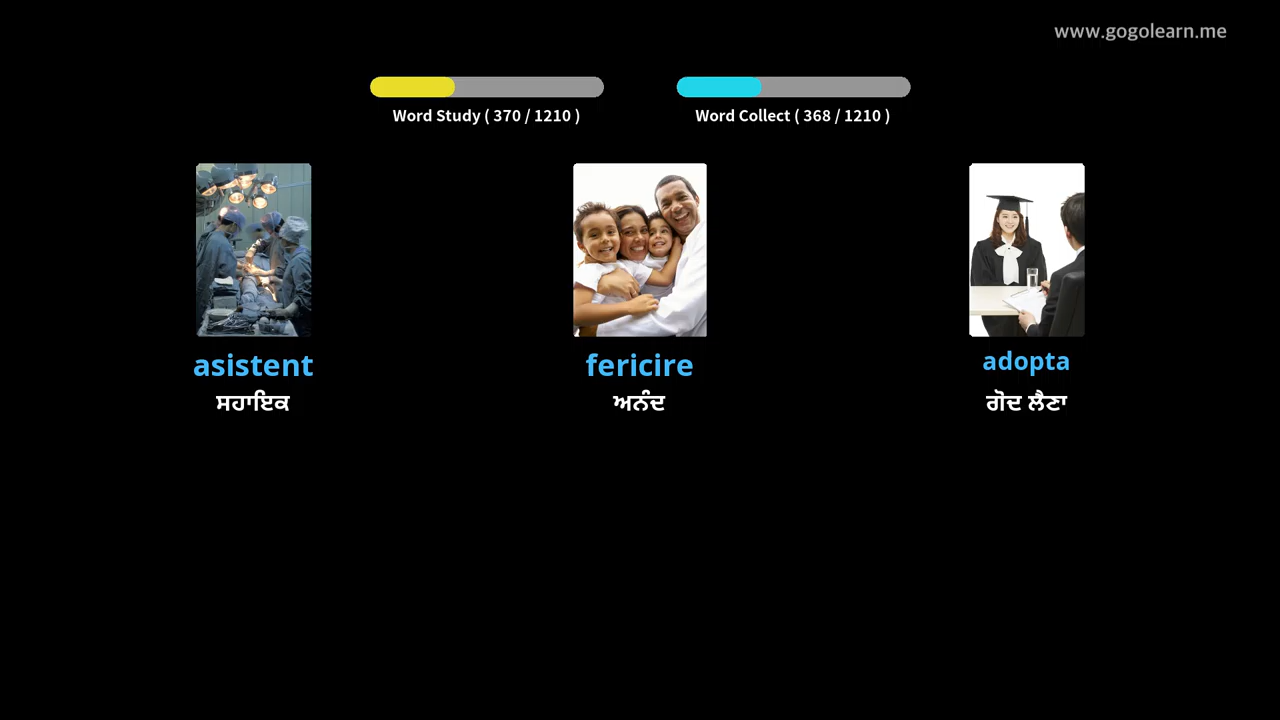 www.gogolearn.me
Word Study ( 370 / 1210 )
Word Collect ( 368 / 1210 )
asistent
fericire
adopta
ਸਹਾਇਕ
ਅਨੰਦ
ਗੋਦ ਲੈਣਾ